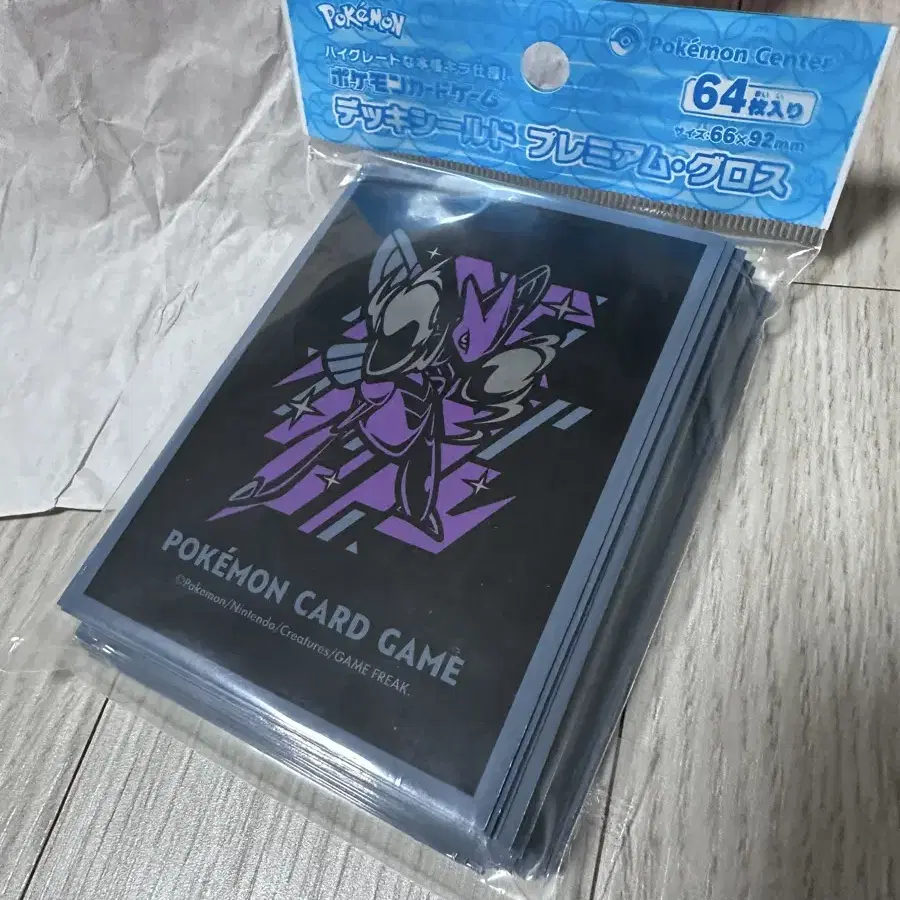 POKÉMON
Pokémon Center
ハイグレードな本格キラ仕様!
ポケモンカードゲーム
64枚入り
まい い
デッキシールド プレミアム・グロス
サイズ:66×92mm
POKÉMON CARD GAME
©Pokémon/Nintendo/Creatures/GAME FREAK.